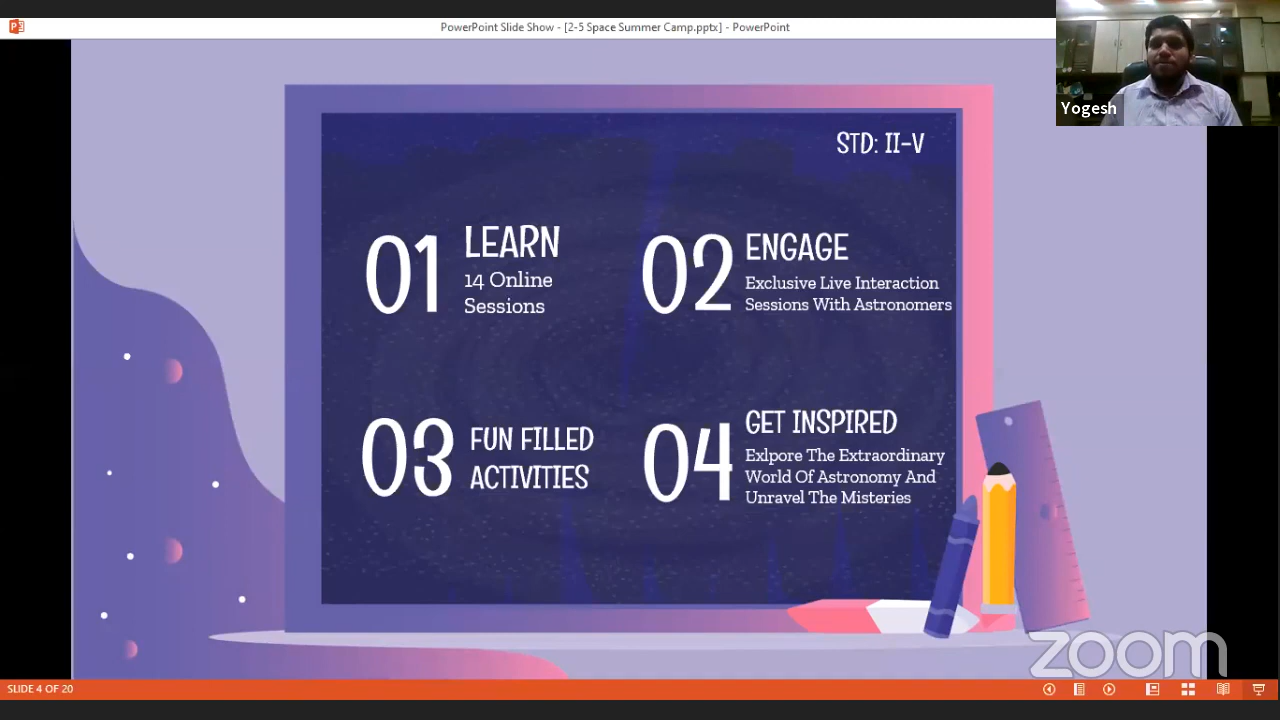 PowerPoint Slide Show - [2-5 Space Summer Camp.pptx] - PowerPoint
Yogesh
STD: II-V
01
LEARN
14 Online
Sessions
02
ENGAGE
Exclusive Live Interaction
Sessions With Astronomers
03
FUN FILLED
ACTIVITIES
04
GET INSPIRED
Exlpore The Extraordinary
World Of Astronomy And
Unravel The Misteries
zoom
SLIDE 4 OF 20